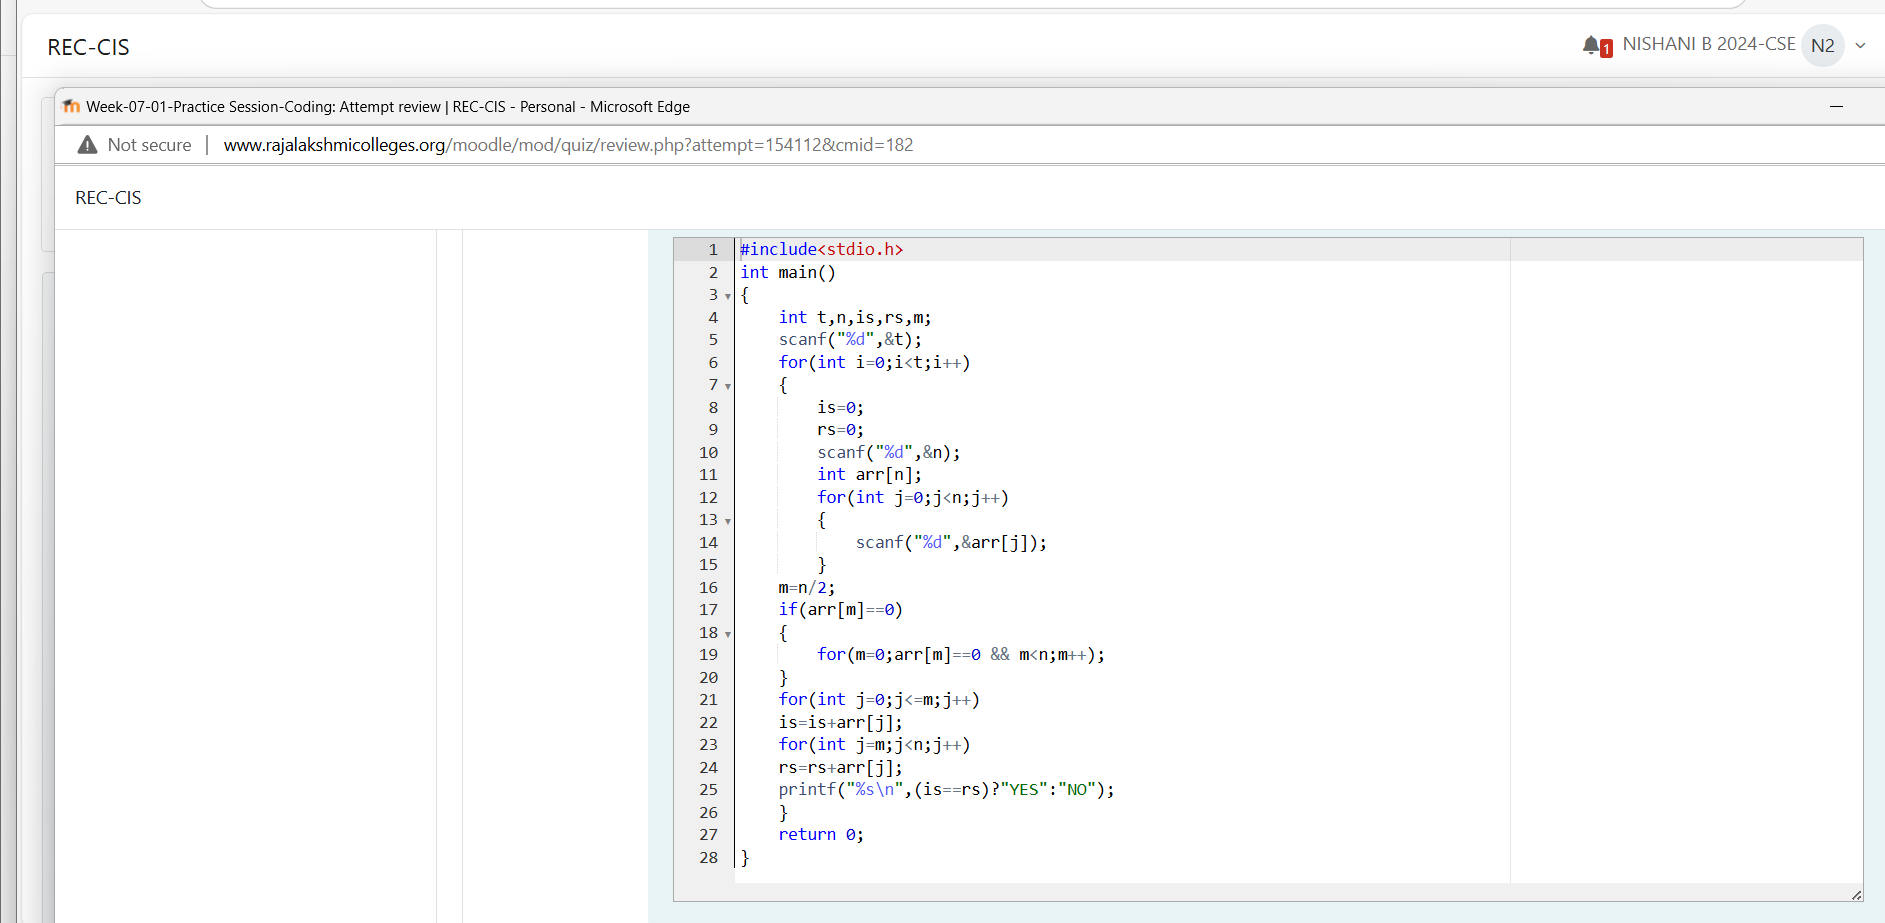 REC-CIS
1 NISHANI B 2024-CSE N2
Week-07-01-Practice Session-Coding: Attempt review | REC-CIS - Personal - Microsoft Edge
Not secure | www.rajalakshmicolleges.org/moodle/mod/quiz/review.php?attempt=154112&cmid=182
REC-CIS
1 #include<stdio.h>
2 int main()
3 {
4     int t,n,is,rs,m;
5     scanf("%d",&t);
6     for(int i=0;i<t;i++)
7     {
8         is=0;
9         rs=0;
10         scanf("%d",&n);
11         int arr[n];
12         for(int j=0;j<n;j++)
13         {
14             scanf("%d",&arr[j]);
15         }
16     m=n/2;
17     if(arr[m]==0)
18     {
19         for(m=0;arr[m]==0 && m<n;m++);
20     }
21     for(int j=0;j<=m;j++)
22     is=is+arr[j];
23     for(int j=m;j<n;j++)
24     rs=rs+arr[j];
25     printf("%s\n",(is==rs)?"YES":"NO");
26     }
27     return 0;
28 }